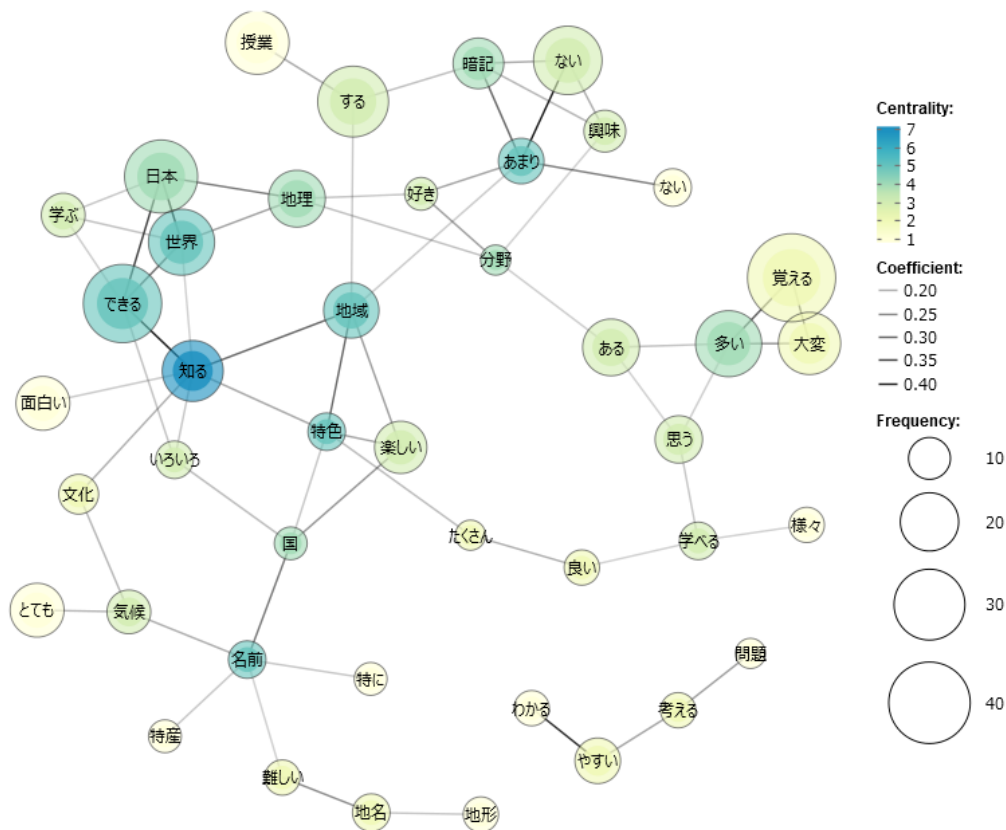 授業
する
暗記
ない
興味
あまり
ない
日本
学ぶ
世界
地理
好き
分野
できる
地域
知る
面白い
覚える
多い
大変
ある
特色
楽しい
いろいろ
思う
文化
国
たくさん
良い
学べる
様々
とても
気候
名前
特に
特産
難しい
地名
地形
問題
わかる
考える
やすい
Centrality:
7
6
5
4
3
2
1
Coefficient:
0.20
0.25
0.30
0.35
0.40
Frequency:
10
20
30
40